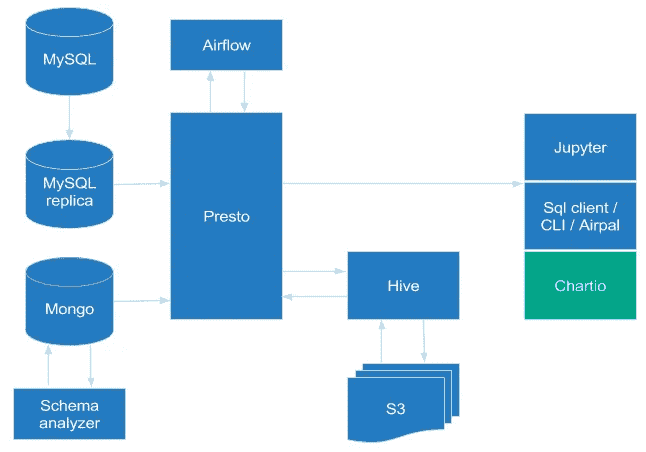 MySQL
Airflow
MySQL
replica
Presto
Jupyter
Sql client /
CLI / Airpal
Chartio
Mongo
Hive
Schema
analyzer
S3